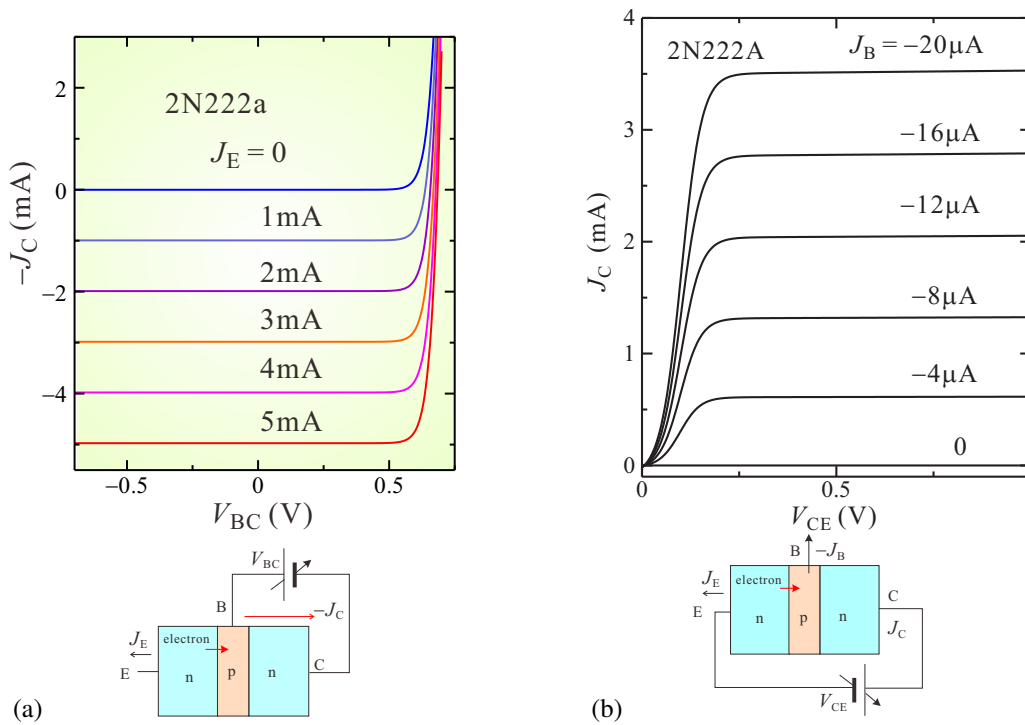 2N222a
J_E = 0
1mA
2mA
3mA
4mA
5mA
−J_C (mA)
2
0
−2
−4
−0.5
0
0.5
V_BC (V)
V_BC
B
−J_C
J_E
electron
E
n
p
n
C
(a)
2N222A
J_B = −20μA
−16μA
−12μA
−8μA
−4μA
0
J_C (mA)
4
3
2
1
0
0
0.5
1
V_CE (V)
B
−J_B
J_E
electron
E
n
p
n
C
J_C
V_CE
(b)